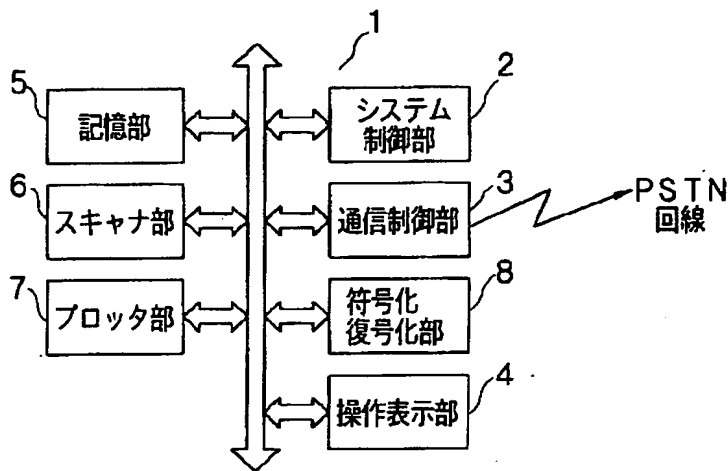 1
5
記憶部
2
システム
制御部
6
スキャナ部
3
通信制御部
PSTN
回線
7
プロッタ部
8
符号化
復号化部
4
操作表示部